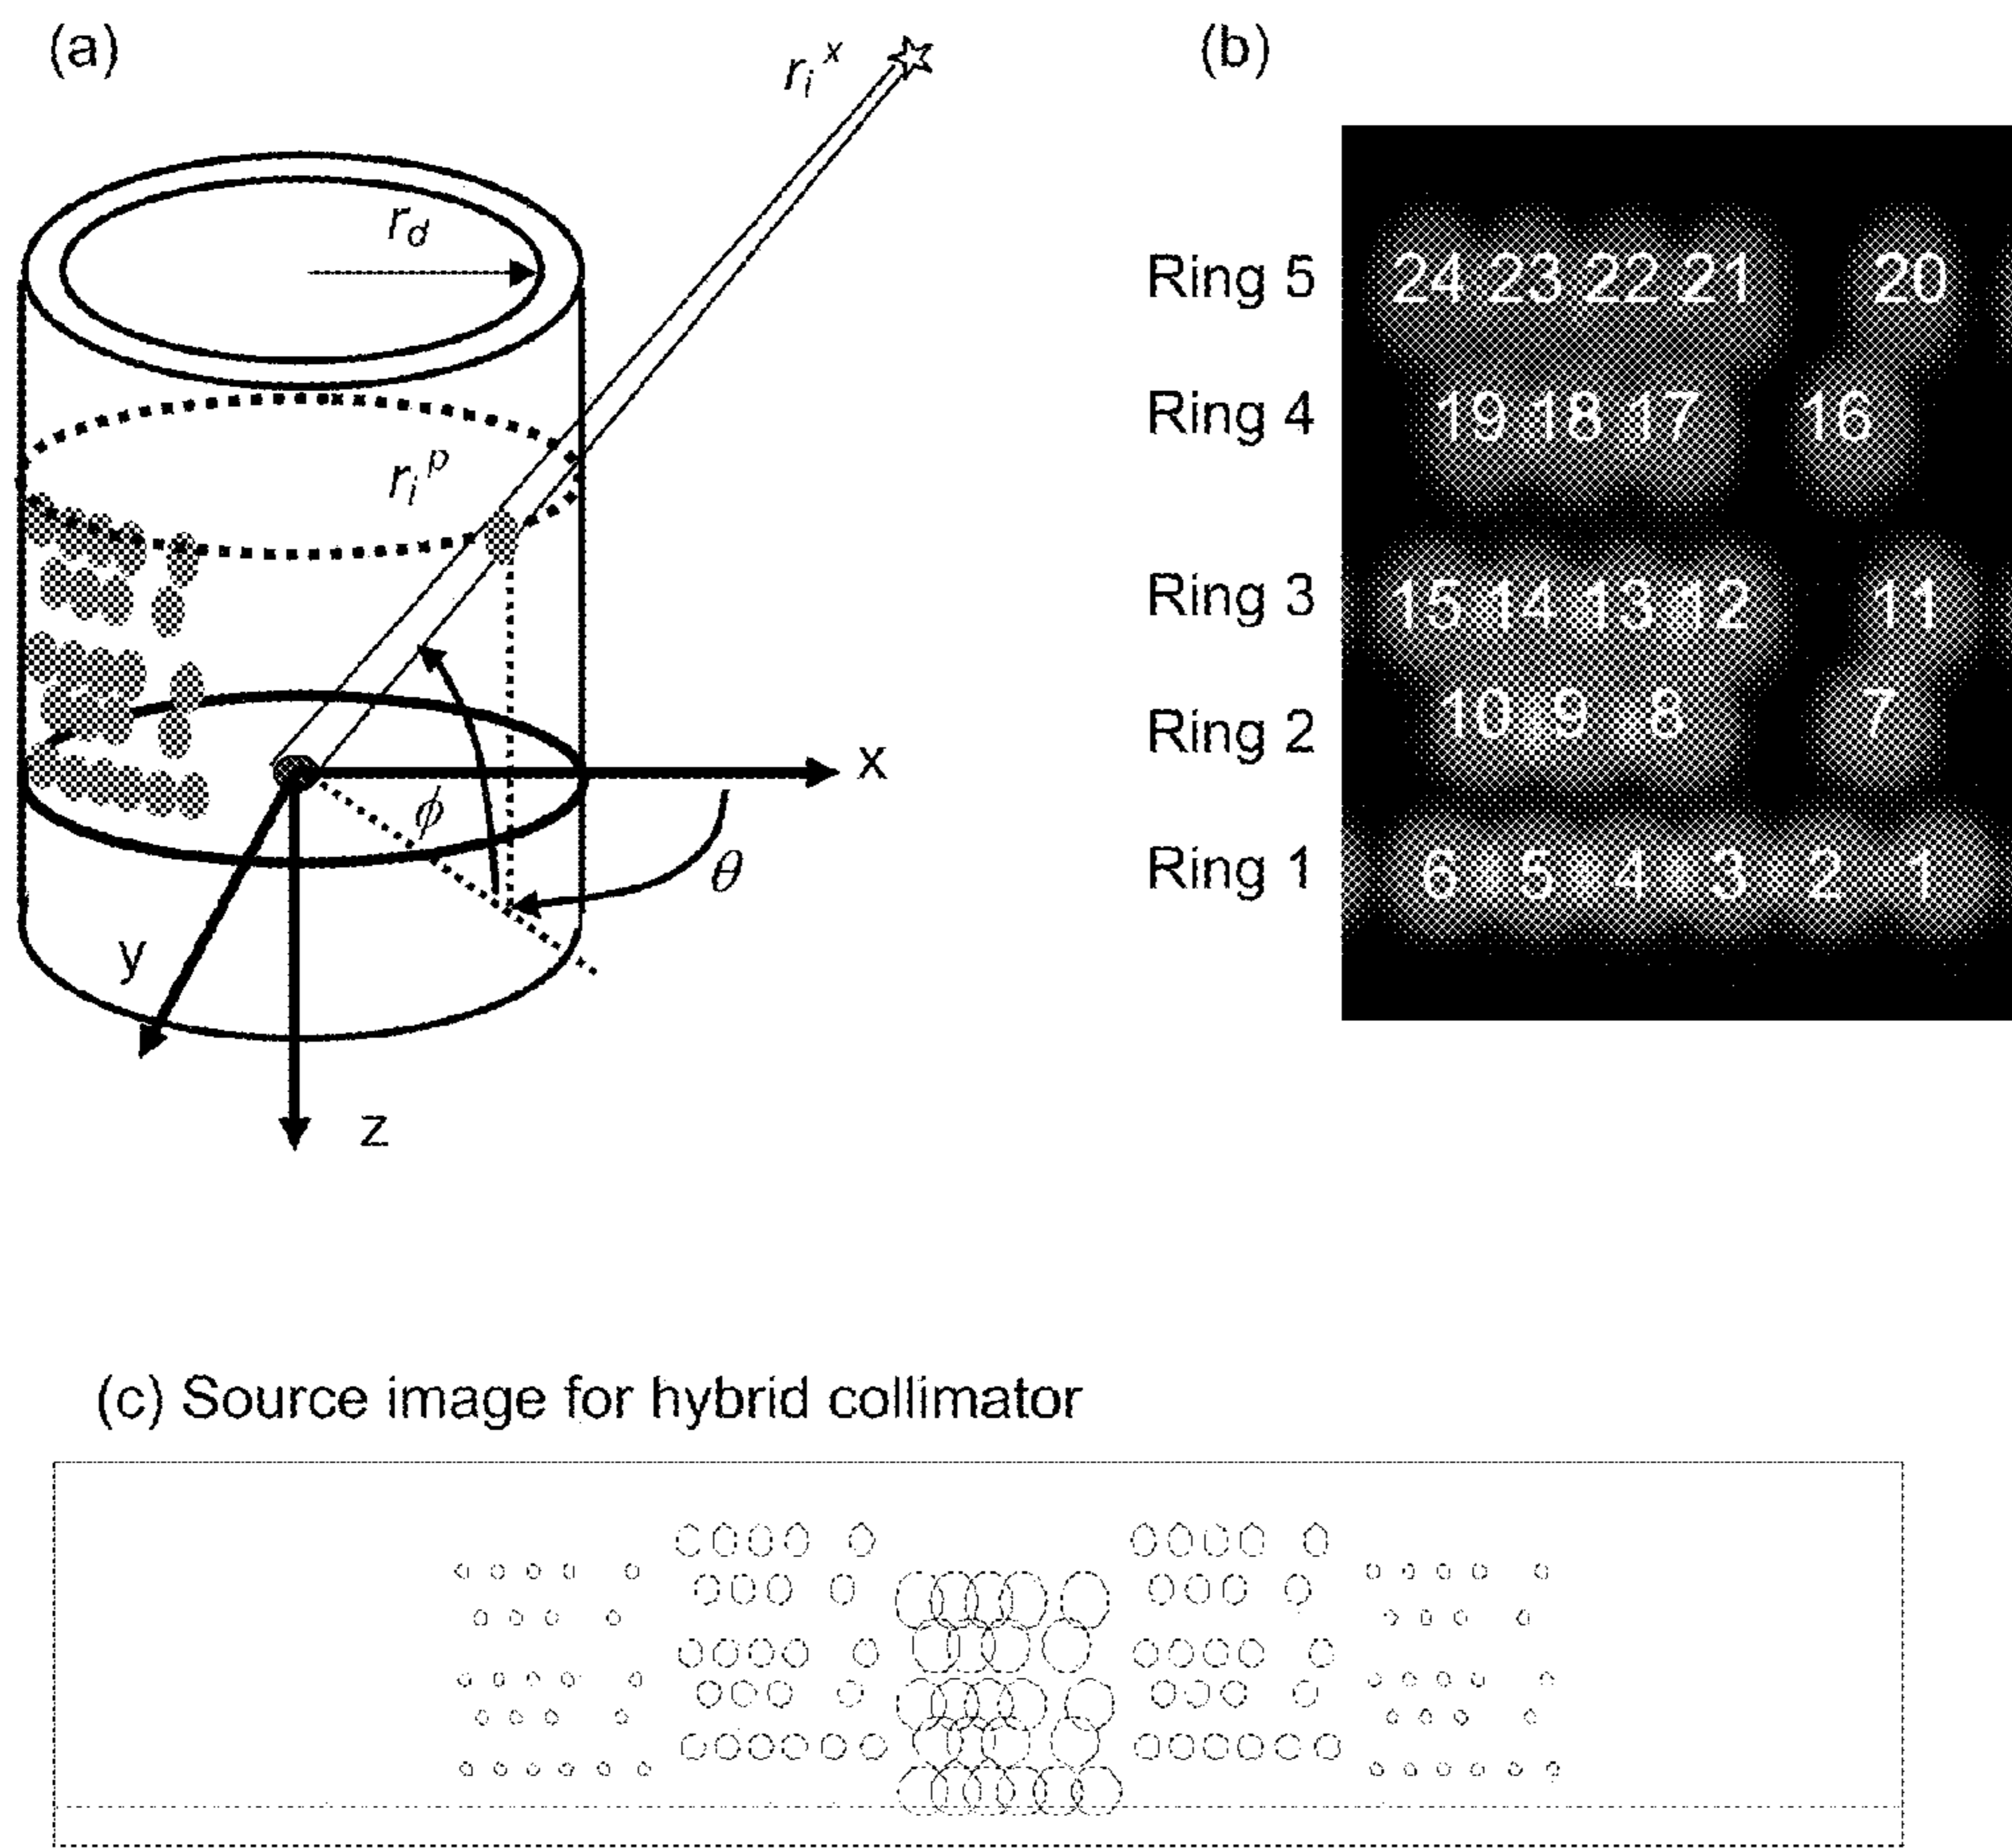 (a)
r_i^x
r_d
r_i^p
x
ϕ
θ
y
z
(b)
Ring 5 24 23 22 21 20
Ring 4 19 18 17 16
Ring 3 15 14 13 12 11
Ring 2 10 9 8 7
Ring 1 6 5 4 3 2 1
(c) Source image for hybrid collimator